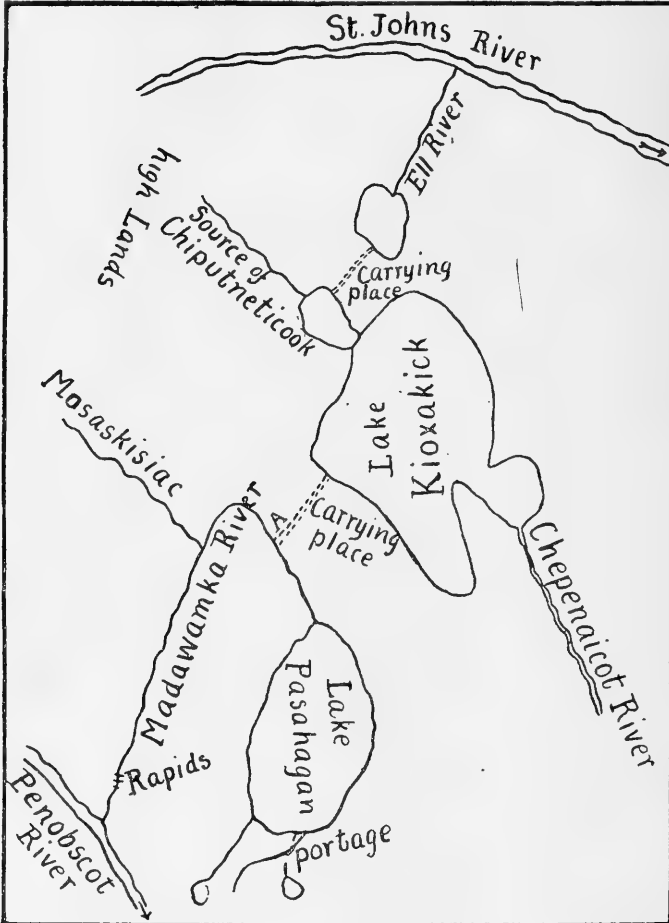 St. Johns River
Ell River
high Lands
Source of
Chiputneticook
Carrying
place
Lake
Kioxakick
Masaskisiac
Madawamka River
A
Carrying
place
Chepenaicot River
Lake
Pasahagan
Rapids
Penobscot
River
portage